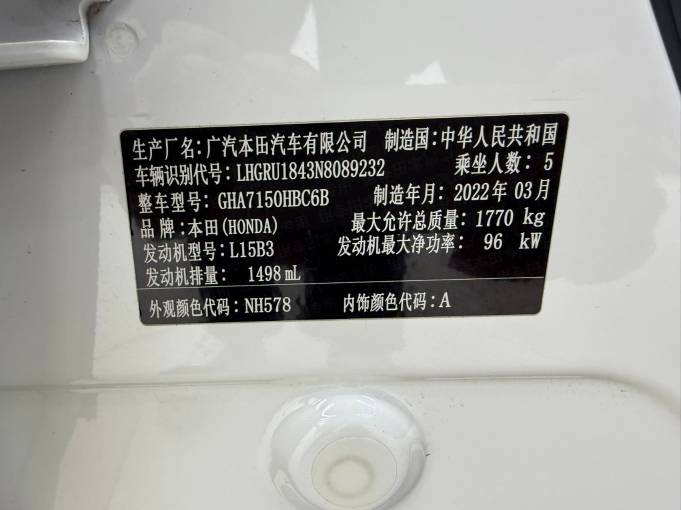 生产厂名:广汽本田汽车有限公司 制造国:中华人民共和国
车辆识别代号:LHGRU1843N8089232 乘坐人数:5
整车型号:GHA7150HBC6B 制造年月:2022年03月
品牌:本田(HONDA) 最大允许总质量:1770 kg
发动机型号:L15B3 发动机最大净功率:96 kW
发动机排量: 1498mL
外观颜色代码:NH578 内饰颜色代码:A